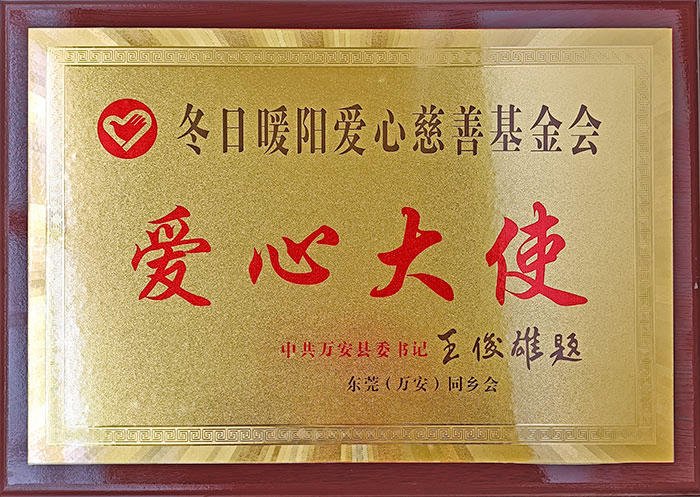 冬日暖阳爱心慈善基金会
爱心大使
中共万安县委书记 王俊雄题
东莞(万安)同乡会